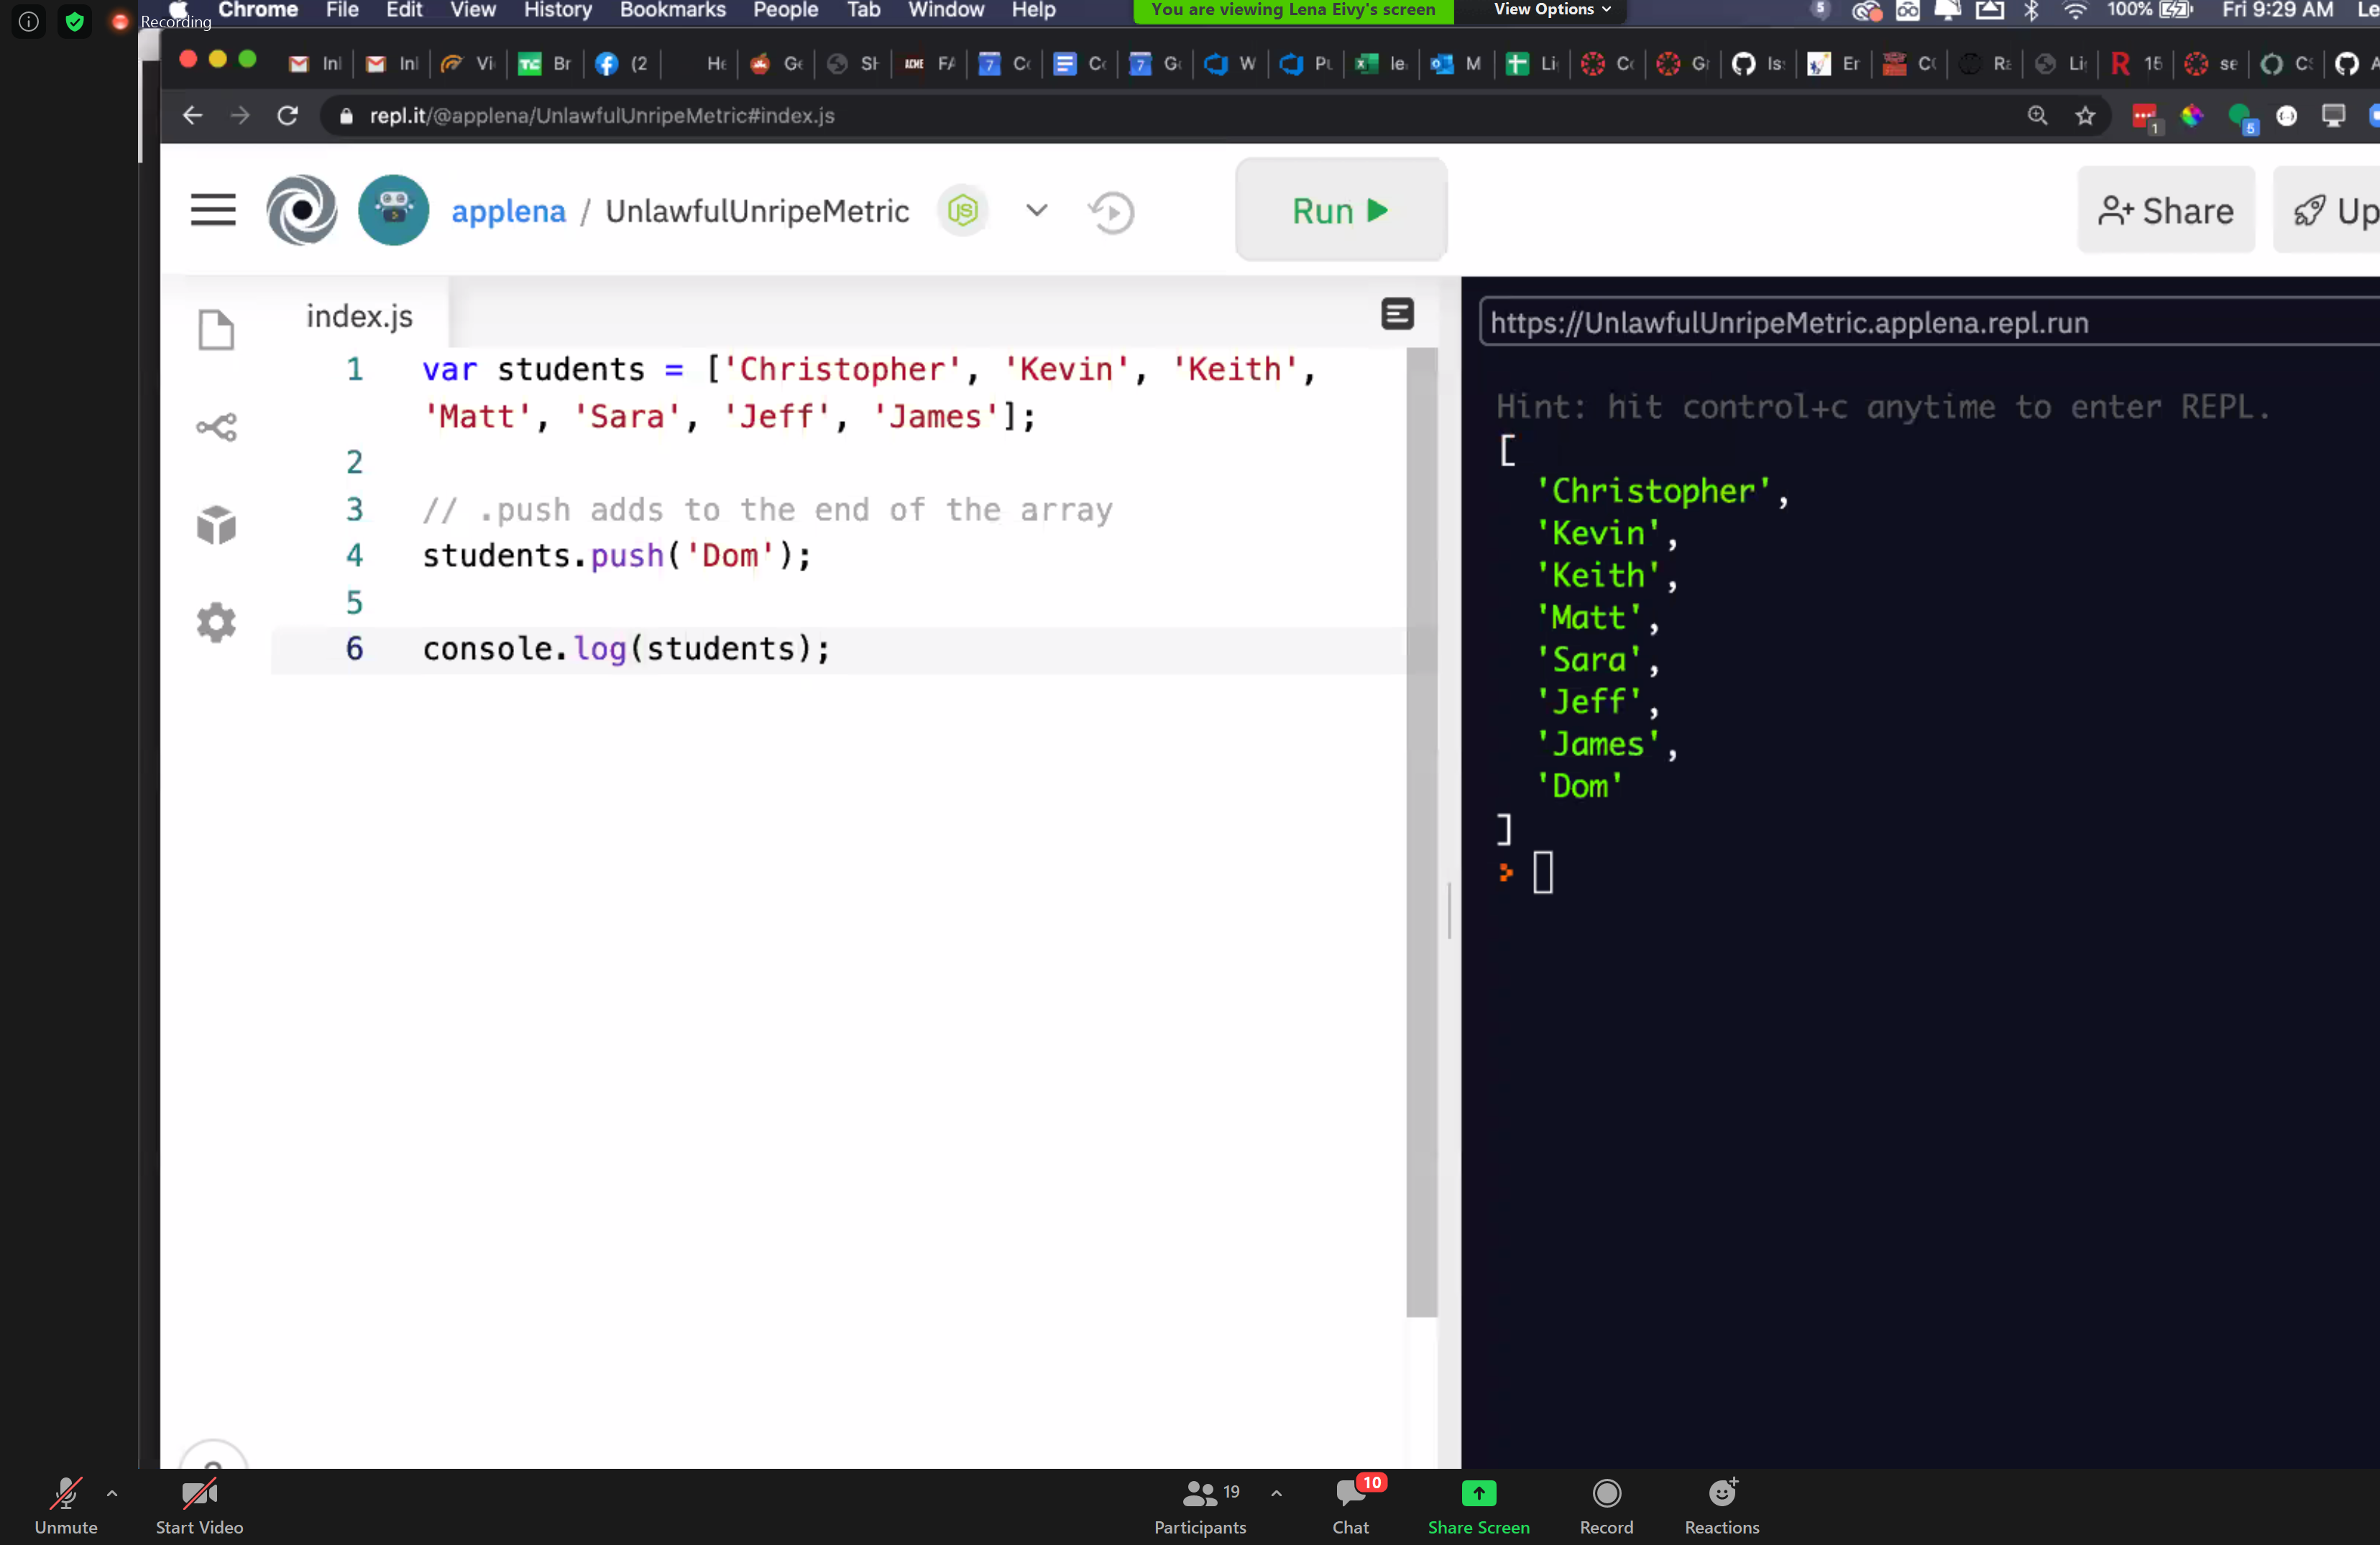 Chrome File Edit View History Bookmarks People Tab Window Help
You are viewing Lena Eivy's screen View Options
100% Fri 9:29 AM Le
Recording
repl.it/@applena/UnlawfulUnripeMetric#index.js
1
5
applena / UnlawfulUnripeMetric
Run
Share
Up
index.js
1 var students = ['Christopher', 'Kevin', 'Keith',
'Matt', 'Sara', 'Jeff', 'James'];
2
3 // .push adds to the end of the array
4 students.push('Dom');
5
6 console.log(students);
https://UnlawfulUnripeMetric.applena.repl.run
Hint: hit control+c anytime to enter REPL.
[
'Christopher',
'Kevin',
'Keith',
'Matt',
'Sara',
'Jeff',
'James',
'Dom'
]
>
Unmute
Start Video
19
Participants
10
Chat
Share Screen
Record
Reactions